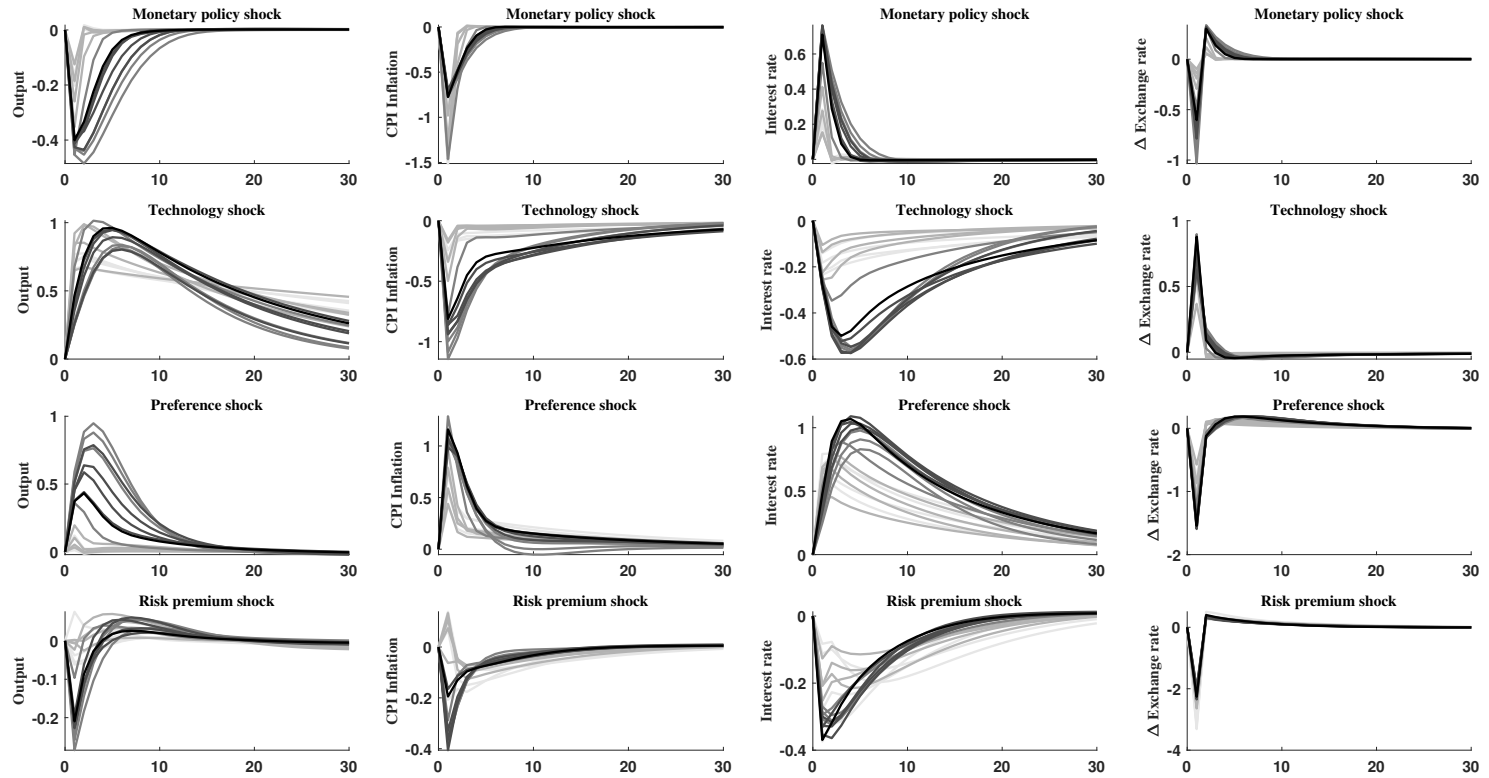 Monetary policy shock
Output
0
-0.2
-0.4
0 10 20 30
Monetary policy shock
CPI Inflation
0
-0.5
-1
-1.5
0 10 20 30
Monetary policy shock
Interest rate
0.6
0.4
0.2
0
0 10 20 30
Monetary policy shock
Δ Exchange rate
0
-0.5
-1
0 10 20 30
Technology shock
Output
1
0.5
0
0 10 20 30
Technology shock
CPI Inflation
0
-0.5
-1
0 10 20 30
Technology shock
Interest rate
0
-0.2
-0.4
-0.6
0 10 20 30
Technology shock
Δ Exchange rate
1
0.5
0
0 10 20 30
Preference shock
Output
1
0.5
0
0 10 20 30
Preference shock
CPI Inflation
1
0.5
0
0 10 20 30
Preference shock
Interest rate
1
0.5
0
0 10 20 30
Preference shock
Δ Exchange rate
0
-1
-2
0 10 20 30
Risk premium shock
Output
0
-0.1
-0.2
0 10 20 30
Risk premium shock
CPI Inflation
0
-0.2
-0.4
0 10 20 30
Risk premium shock
Interest rate
0
-0.2
-0.4
0 10 20 30
Risk premium shock
Δ Exchange rate
0
-2
-4
0 10 20 30